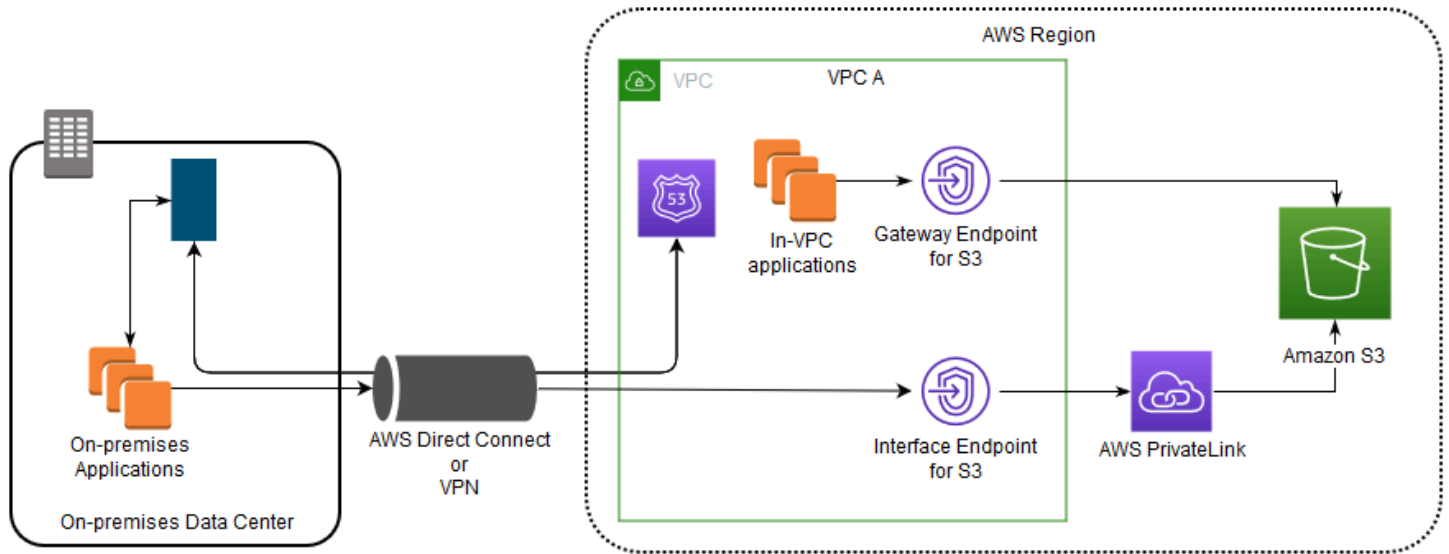 AWS Region
VPC
VPC A
53
In-VPC
applications
Gateway Endpoint
for S3
Amazon S3
On-premises
Applications
AWS Direct Connect
or
VPN
Interface Endpoint
for S3
AWS PrivateLink
On-premises Data Center